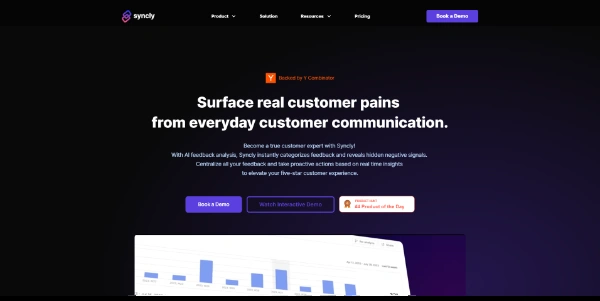 syncly
Product
Solution
Resources
Pricing
Book a Demo
Backed by Y Combinator
Surface real customer pains
from everyday customer communication.
Become a true customer expert with Syncly!
With AI feedback analysis, Syncly instantly categorizes feedback and reveals hidden negative signals.
Centralize all your feedback and take proactive actions based on real time insights
to elevate your five-star customer experience.
Book a Demo
Watch Interactive Demo
PRODUCT HUNT
#4 Product of the Day